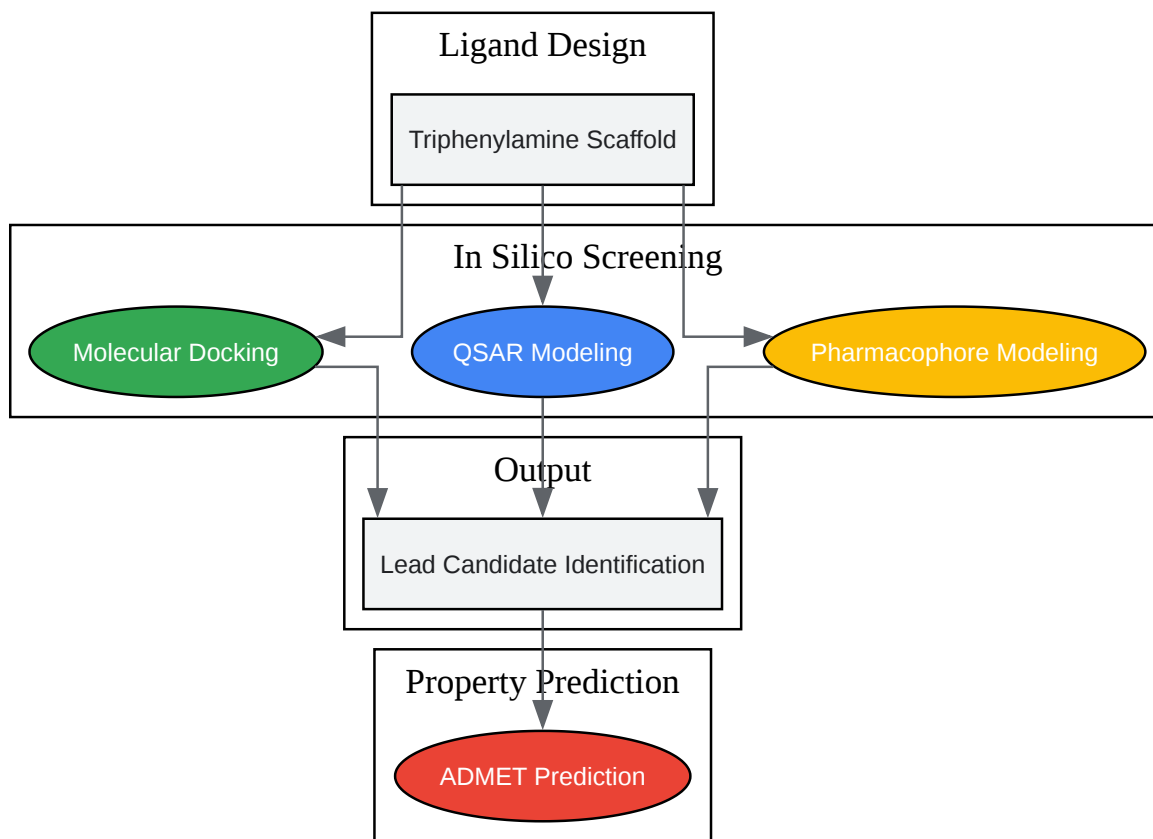 Ligand Design
Triphenylamine Scaffold
In Silico Screening
Molecular Docking
QSAR Modeling
Pharmacophore Modeling
Output
Lead Candidate Identification
Property Prediction
ADMET Prediction